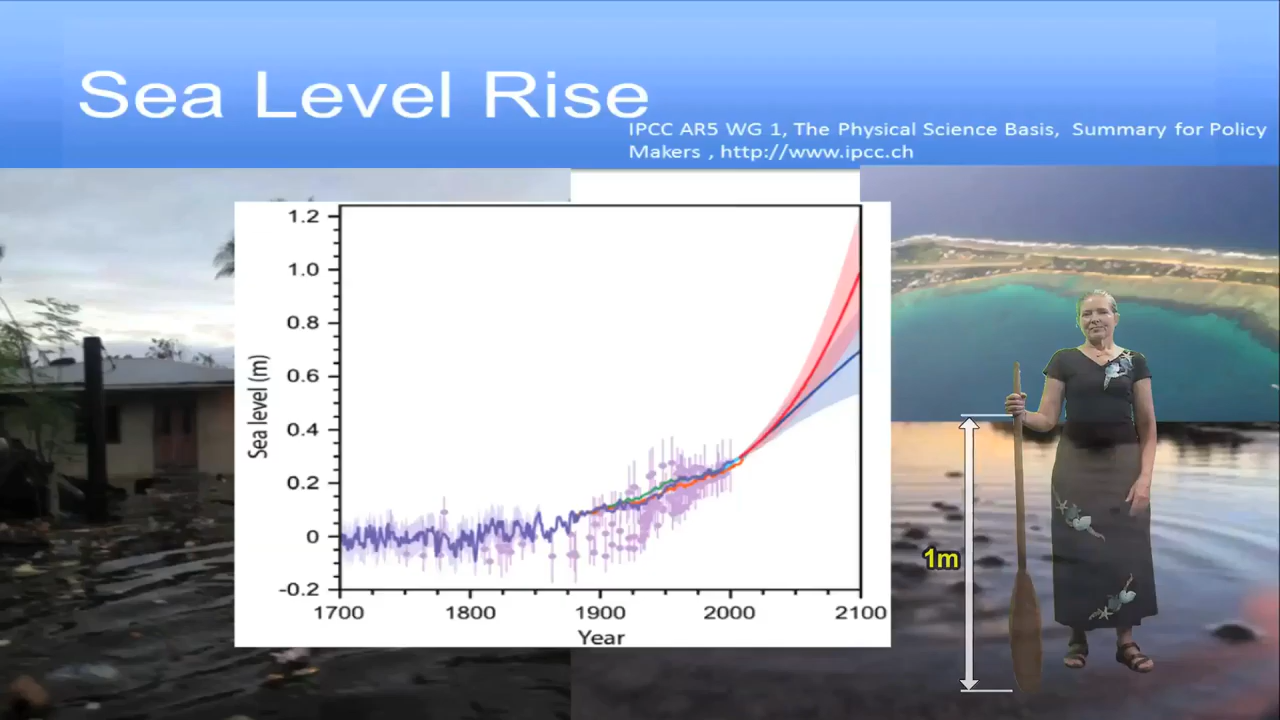 Sea Level Rise
IPCC AR5 WG 1, The Physical Science Basis, Summary for Policy
Makers , http://www.ipcc.ch
1.2
1.0
0.8
0.6
0.4
0.2
0
-0.2
Sea level (m)
1700 1800 1900 2000 2100
Year
1m